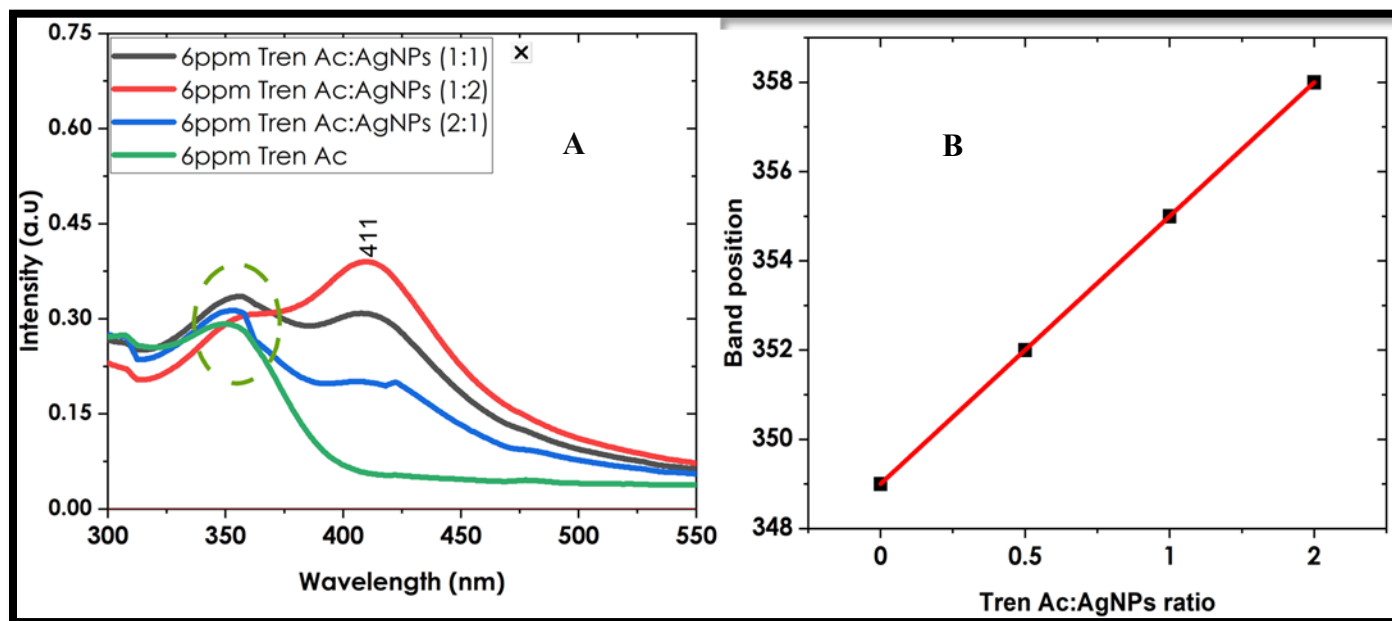 0.75
0.60
0.45
0.30
0.15
0.00
Intensity (a.u)
6ppm Tren Ac:AgNPs (1:1)
6ppm Tren Ac:AgNPs (1:2)
6ppm Tren Ac:AgNPs (2:1)
6ppm Tren Ac
A
411
300 350 400 450 500 550
Wavelength (nm)
358
356
354
352
350
348
Band position
B
0 0.5 1 2
Tren Ac:AgNPs ratio